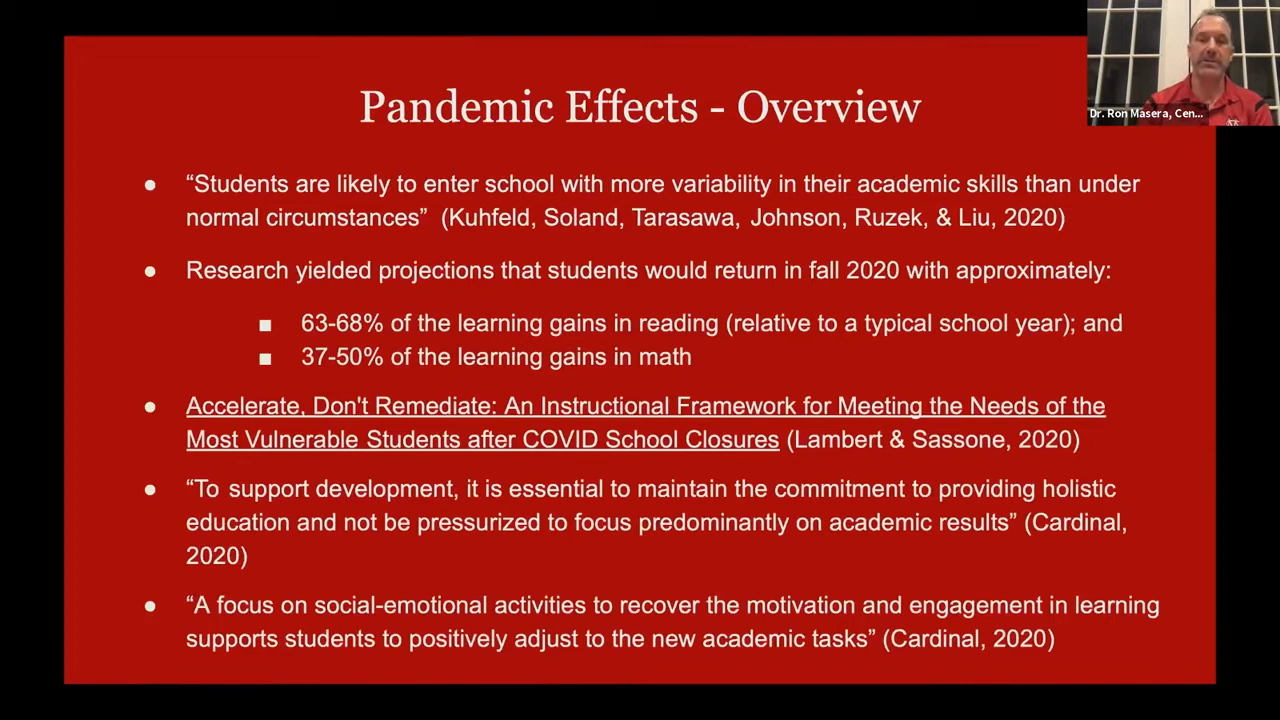 Pandemic Effects - Overview
Dr. Ron Masera, Cen...
● “Students are likely to enter school with more variability in their academic skills than under
normal circumstances” (Kuhfeld, Soland, Tarasawa, Johnson, Ruzek, & Liu, 2020)
● Research yielded projections that students would return in fall 2020 with approximately:
■ 63-68% of the learning gains in reading (relative to a typical school year); and
■ 37-50% of the learning gains in math
● Accelerate, Don't Remediate: An Instructional Framework for Meeting the Needs of the
Most Vulnerable Students after COVID School Closures (Lambert & Sassone, 2020)
● “To support development, it is essential to maintain the commitment to providing holistic
education and not be pressurized to focus predominantly on academic results” (Cardinal,
2020)
● “A focus on social-emotional activities to recover the motivation and engagement in learning
supports students to positively adjust to the new academic tasks” (Cardinal, 2020)